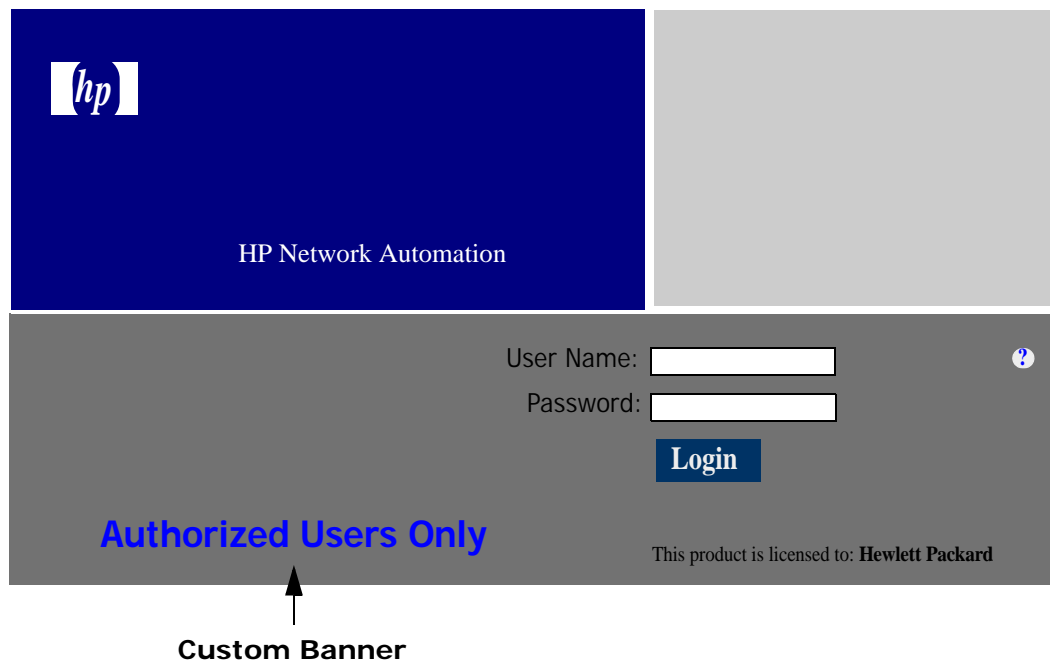 hp
HP Network Automation
User Name:
?
Password:
Login
Authorized Users Only
This product is licensed to: Hewlett Packard
Custom Banner